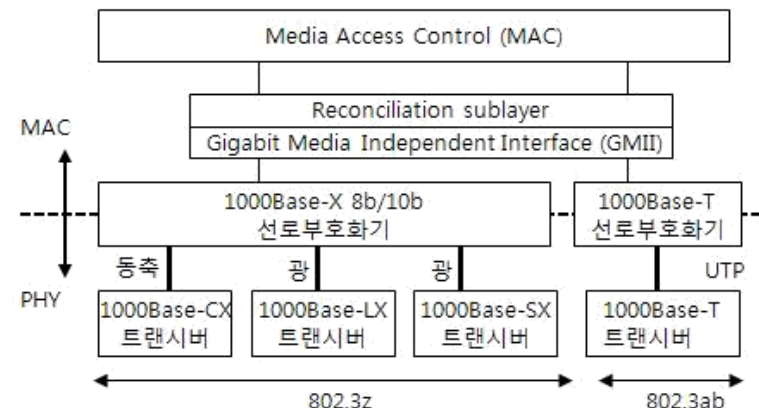 Media Access Control (MAC)
Reconciliation sublayer
MAC
Gigabit Media Independent Interface (GMII)
1000Base-X 8b/10b
선로부호화기
1000Base-T
선로부호화기
동축
광
광
UTP
PHY
1000Base-CX
트랜시버
1000Base-LX
트랜시버
1000Base-SX
트랜시버
1000Base-T
트랜시버
802.3z
802.3ab